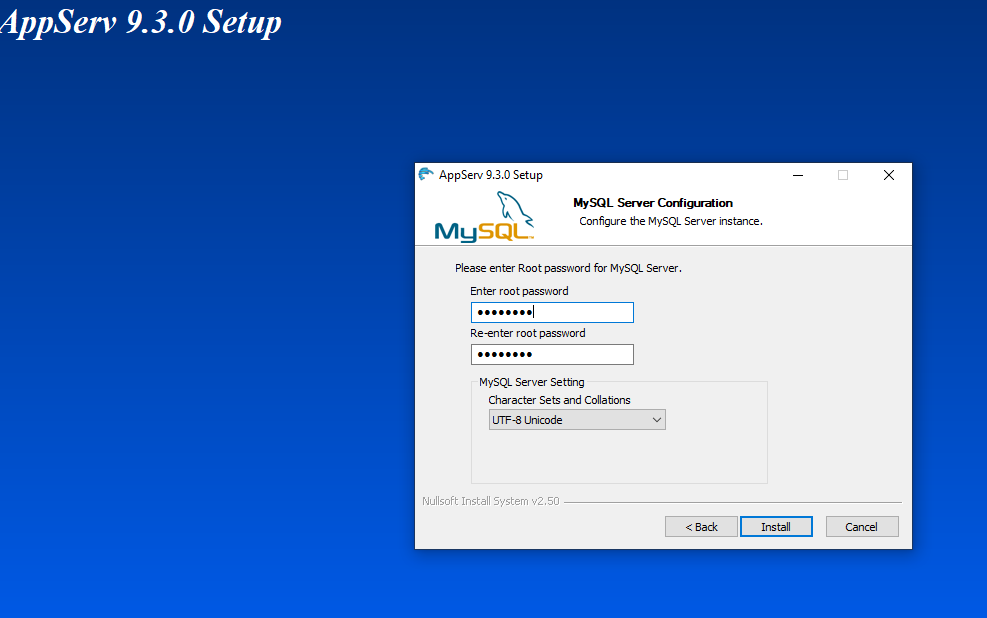 AppServ 9.3.0 Setup
AppServ 9.3.0 Setup
MySQL
MySQL Server Configuration
Configure the MySQL Server instance.
Please enter Root password for MySQL Server.
Enter root password
••••••••
Re-enter root password
••••••••
MySQL Server Setting
Character Sets and Collations
UTF-8 Unicode
Nullsoft Install System v2.50
< Back Install Cancel